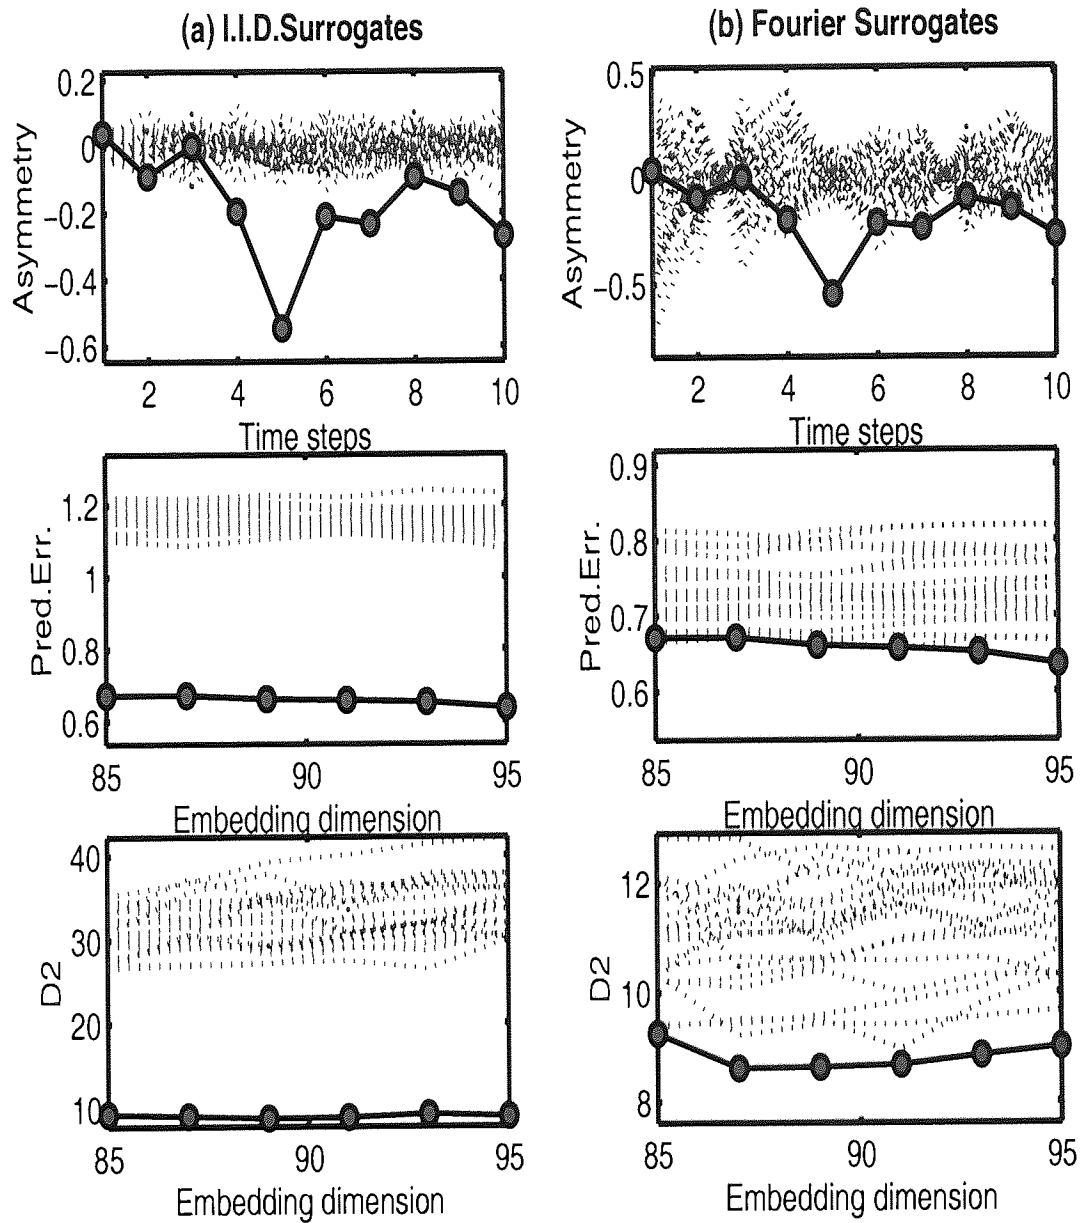 (a) I.I.D.Surrogates
(b) Fourier Surrogates
Asymmetry
0.2
0
−0.2
−0.4
−0.6
2 4 6 8 10
Time steps
Asymmetry
0.5
0
−0.5
2 4 6 8 10
Time steps
Pred.Err.
1.2
1
0.8
0.6
85 90 95
Embedding dimension
Pred.Err.
0.9
0.8
0.7
0.6
85 90 95
Embedding dimension
D2
40
30
20
10
85 90 95
Embedding dimension
D2
12
10
8
85 90 95
Embedding dimension